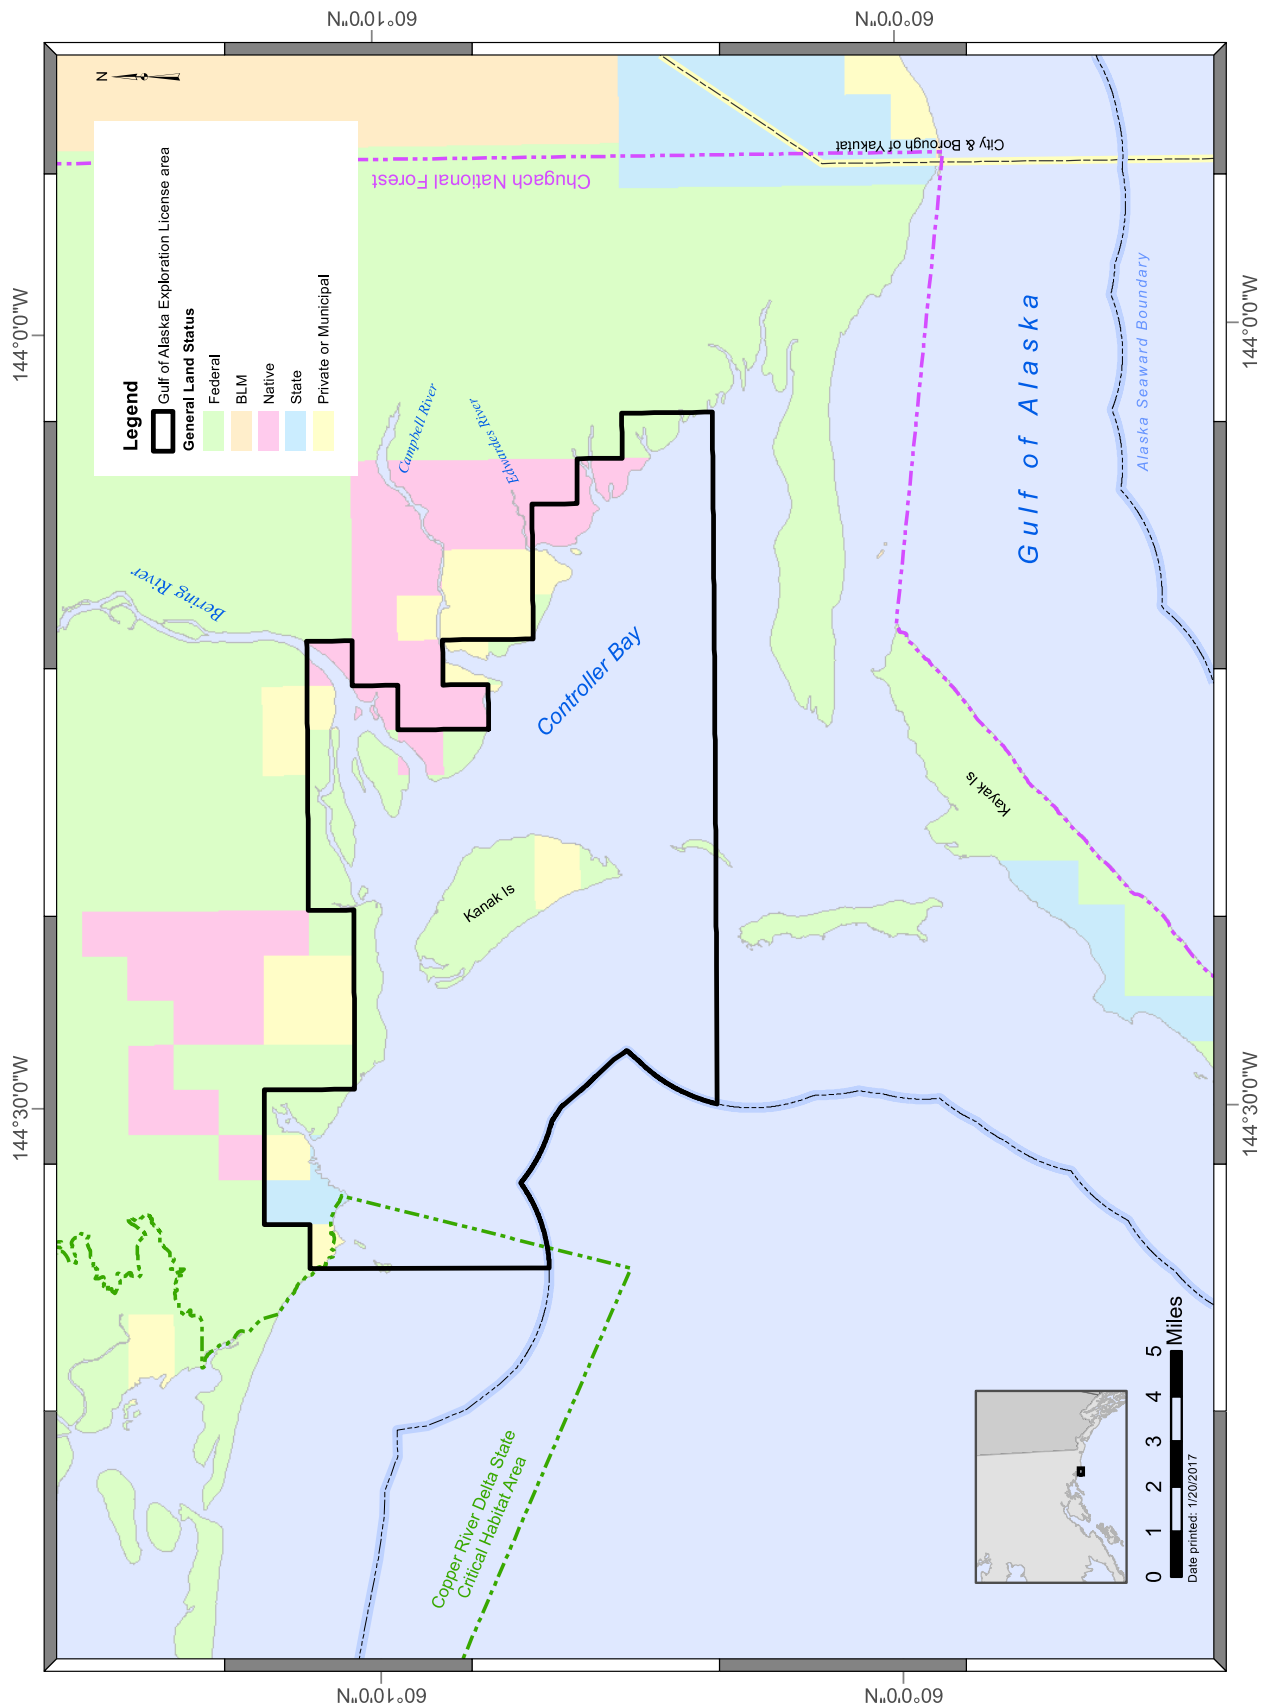 60°10'0"N
60°0'0"N
144°0'0"W
144°30'0"W
N
Legend
Gulf of Alaska Exploration License area
General Land Status
Federal
BLM
Native
State
Private or Municipal
Chugach National Forest
City & Borough of Yakutat
Bering River
Campbell River
Edwardes River
Controller Bay
Kanak Is
Kayak Is
Gulf of Alaska
Alaska Seaward Boundary
Copper River Delta State
Critical Habitat Area
0 1 2 3 4 5
Miles
Date printed: 1/20/2017
144°0'0"W
144°30'0"W
60°10'0"N
60°0'0"N